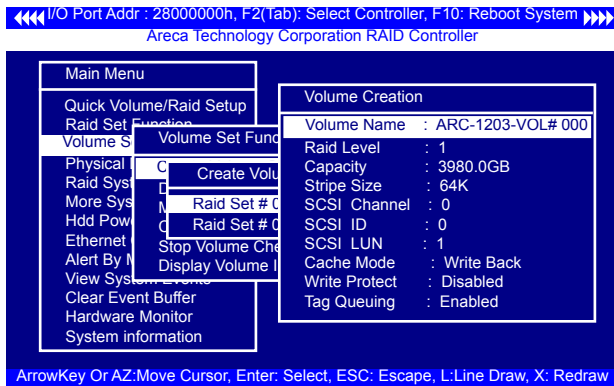 I/O Port Addr : 28000000h, F2(Tab): Select Controller, F10: Reboot System
Areca Technology Corporation RAID Controller
Main Menu
Quick Volume/Raid Setup
Raid Set Function
Volume S
Physical
Raid Syst
More Sys
Hdd Pow
Ethernet
Alert By M
View System Events
Clear Event Buffer
Hardware Monitor
System information
Volume Set Func
C
D
M
C
Stop Volume Che
Display Volume I
Create Volu
Raid Set # 0
Raid Set # 0
Volume Creation
Volume Name : ARC-1203-VOL# 000
Raid Level : 1
Capacity : 3980.0GB
Stripe Size : 64K
SCSI Channel : 0
SCSI ID : 0
SCSI LUN : 1
Cache Mode : Write Back
Write Protect : Disabled
Tag Queuing : Enabled
ArrowKey Or AZ:Move Cursor, Enter: Select, ESC: Escape, L:Line Draw, X: Redraw